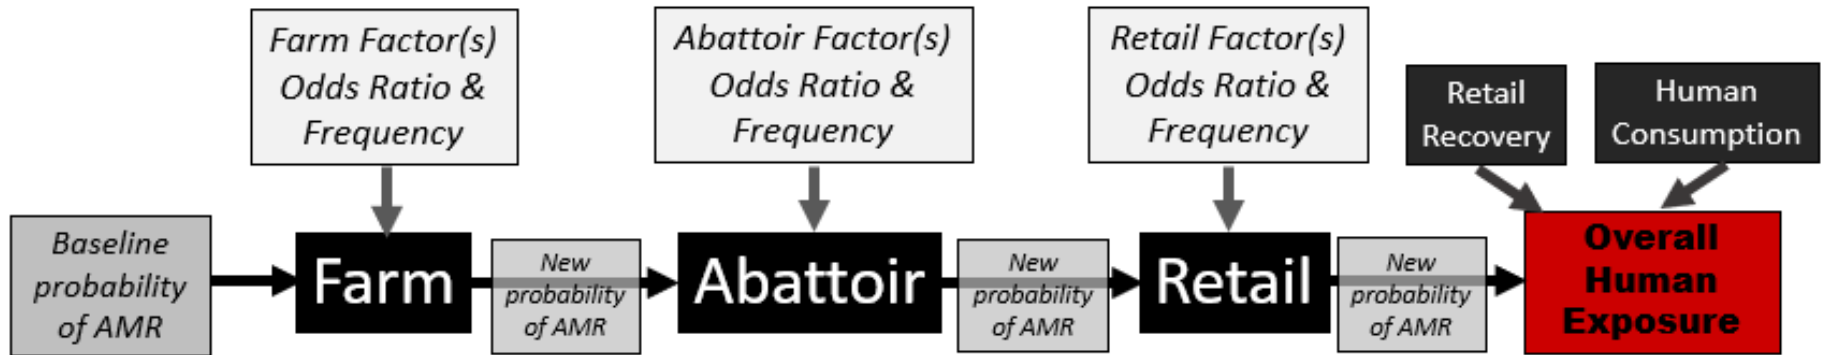 Farm Factor(s)
Odds Ratio &
Frequency
Abattoir Factor(s)
Odds Ratio &
Frequency
Retail Factor(s)
Odds Ratio &
Frequency
Retail
Recovery
Human
Consumption
Baseline
probability
of AMR
Farm
New
probability
of AMR
Abattoir
New
probability
of AMR
Retail
New
probability
of AMR
Overall
Human
Exposure